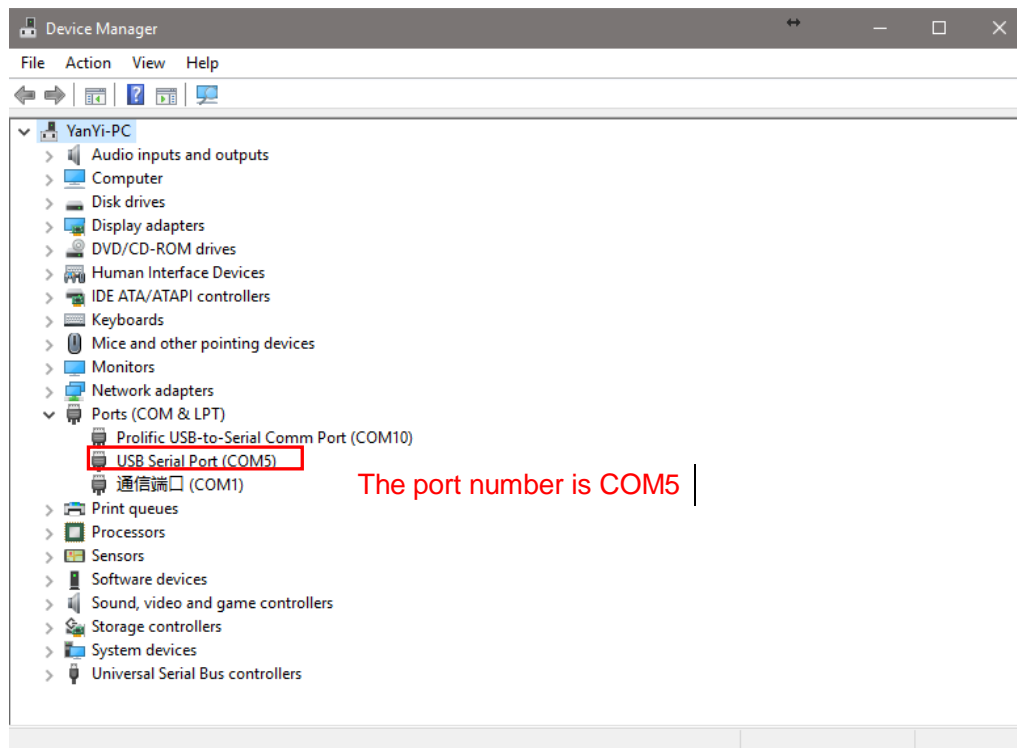 Device Manager
File Action View Help
YanYi-PC
Audio inputs and outputs
Computer
Disk drives
Display adapters
DVD/CD-ROM drives
Human Interface Devices
IDE ATA/ATAPI controllers
Keyboards
Mice and other pointing devices
Monitors
Network adapters
Ports (COM & LPT)
Prolific USB-to-Serial Comm Port (COM10)
USB Serial Port (COM5)
通信端口 (COM1)
The port number is COM5
Print queues
Processors
Sensors
Software devices
Sound, video and game controllers
Storage controllers
System devices
Universal Serial Bus controllers